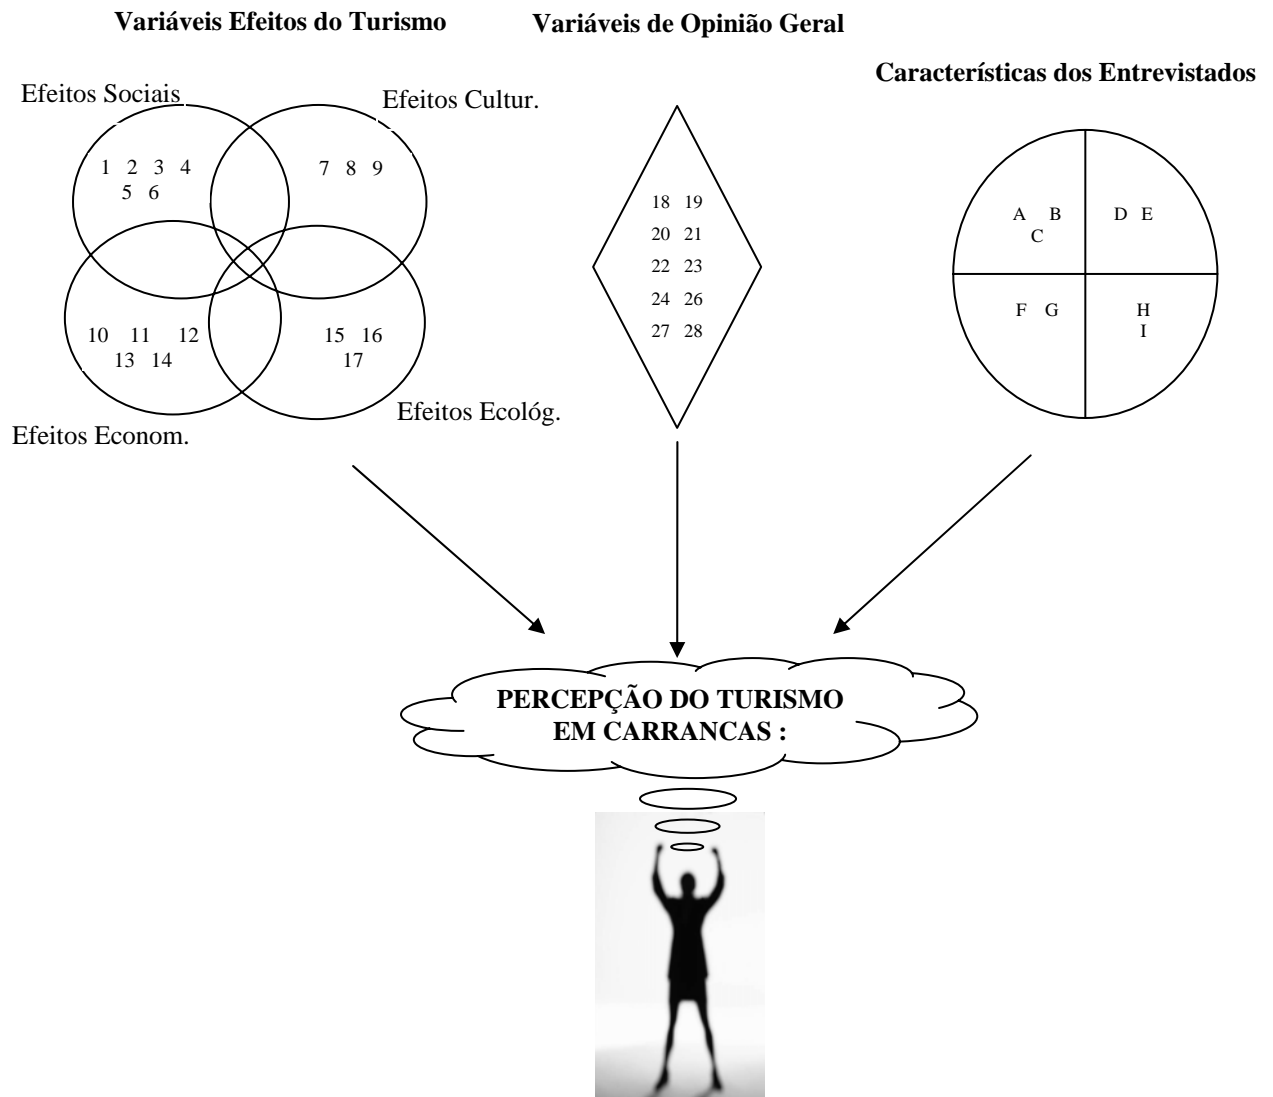 Variáveis Efeitos do Turismo
Variáveis de Opinião Geral
Características dos Entrevistados
Efeitos Sociais
Efeitos Cultur.
1 2 3 4
5 6
7 8 9
10 11 12
13 14
15 16
17
Efeitos Econom.
Efeitos Ecológ.
18 19
20 21
22 23
24 26
27 28
A B
C
D E
F G
H
I
PERCEPÇÃO DO TURISMO
EM CARRANCAS :